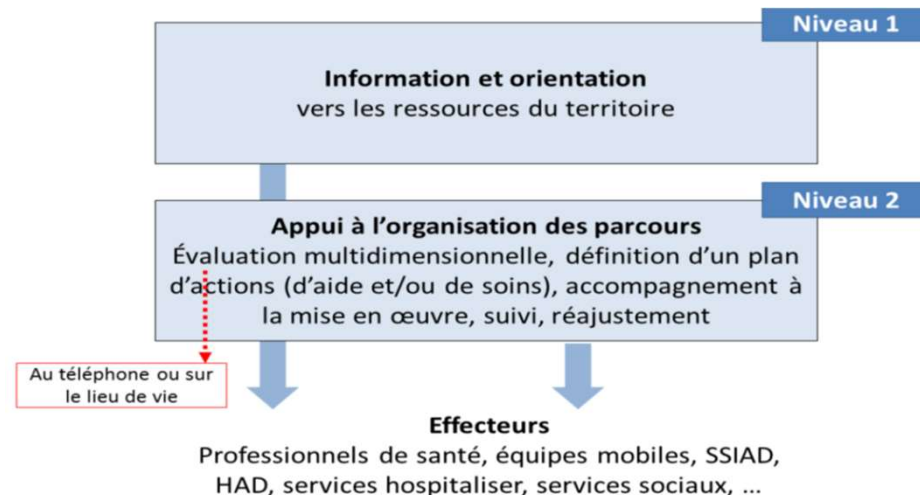 Niveau 1
Information et orientation
vers les ressources du territoire
Niveau 2
Appui à l'organisation des parcours
Évaluation multidimensionnelle, définition d'un plan
d'actions (d'aide et/ou de soins), accompagnement à
la mise en œuvre, suivi, réajustement
Au téléphone ou sur
le lieu de vie
Effecteurs
Professionnels de santé, équipes mobiles, SSIAD,
HAD, services hospitaliser, services sociaux, ...